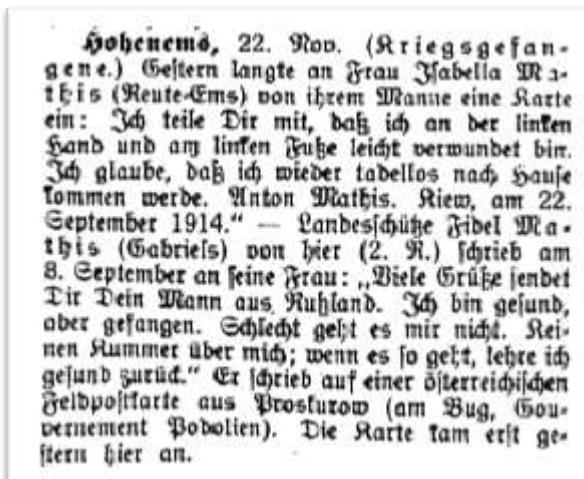 Hohenems, 22. Nov. (Kriegsgefan-
gene.) Gestern langte an Frau Isabella Ma-
this (Reute-Ems) von ihrem Manne eine Karte
ein: Ich teile Dir mit, daß ich an der linken
Hand und am linken Fuße leicht verwundet bin.
Ich glaube, daß ich wieder tadellos nach Hause
kommen werde. Anton Mathis. Kiew, am 22.
September 1914.“ — Landesschütze Fidel Ma-
this (Gabriels) von hier (2. R.) schrieb am
8. September an seine Frau: „Viele Grüße sendet
Dir Dein Mann aus Rußland. Ich bin gesund,
aber gefangen. Schlecht geht es mir nicht. Kei-
nen Kummer über mich; wenn es so geht, kehre ich
gesund zurück.“ Er schrieb auf einer österreichischen
Feldpostkarte aus Proskurow (am Bug, Gou-
vernement Podolien). Die Karte kam erst ge-
stern hier an.